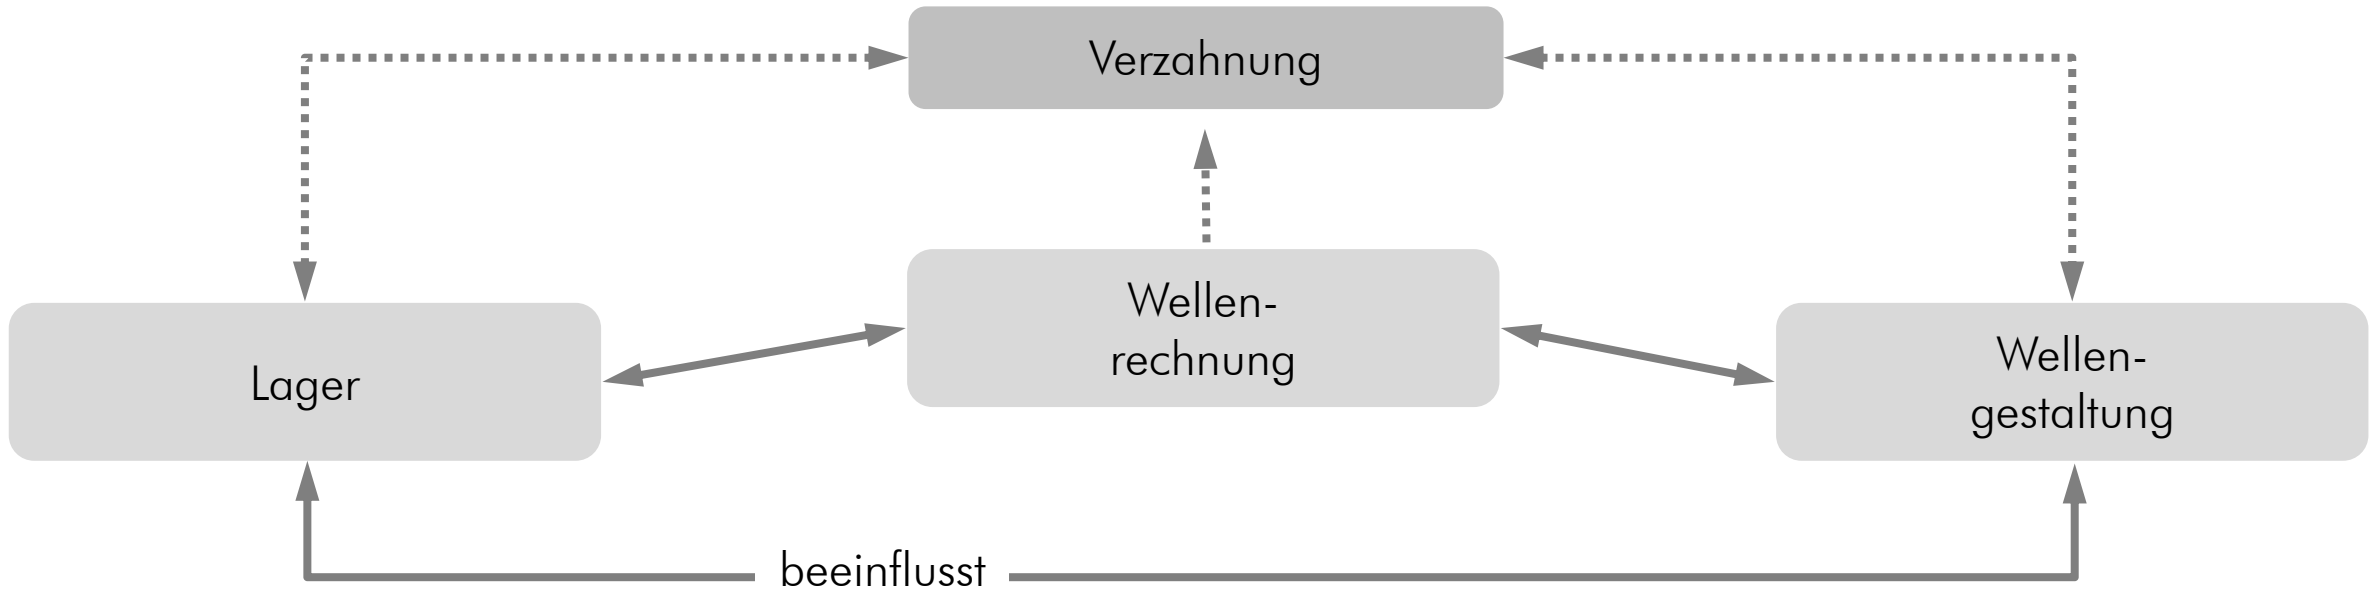 Verzahnung
Wellen-
rechnung
Lager
Wellen-
gestaltung
beeinflusst